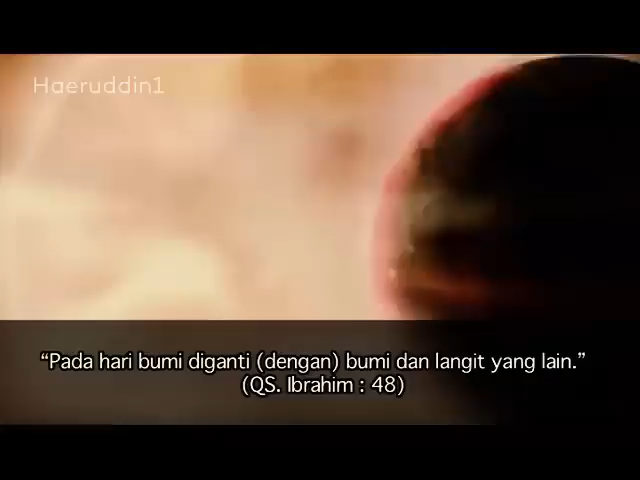 Haeruddin1
“Pada hari bumi diganti (dengan) bumi dan langit yang lain.”
(QS. Ibrahim : 48)